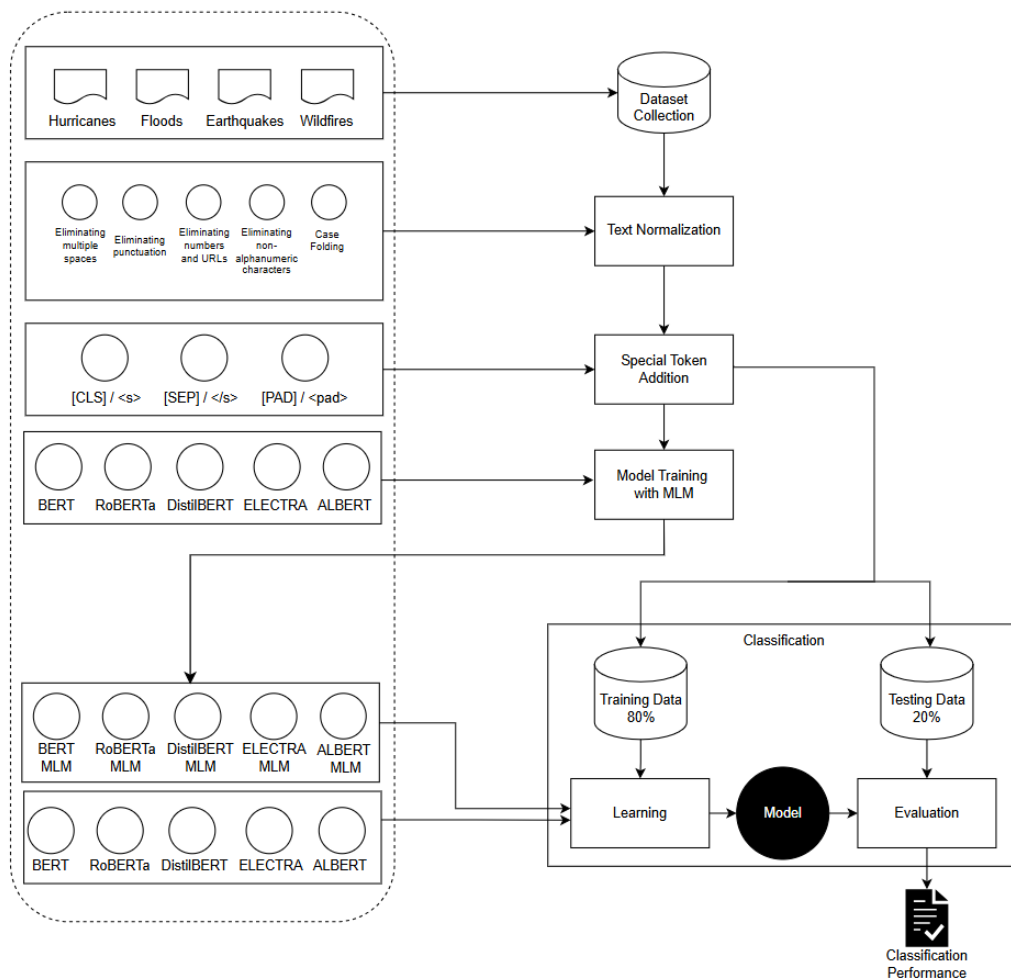 Hurricanes
Floods
Earthquakes
Wildfires
Dataset
Collection
Eliminating
multiple
spaces
Eliminating
punctuation
Eliminating
numbers
and URLs
Eliminating
non-
alphanumeric
characters
Case
Folding
Text Normalization
[CLS] / <s>
[SEP] / </s>
[PAD] / <pad>
Special Token
Addition
BERT
RoBERTa
DistilBERT
ELECTRA
ALBERT
Model Training
with MLM
Classification
Training Data
80%
Testing Data
20%
BERT
MLM
RoBERTa
MLM
DistilBERT
MLM
ELECTRA
MLM
ALBERT
MLM
BERT
RoBERTa
DistilBERT
ELECTRA
ALBERT
Learning
Model
Evaluation
Classification
Performance